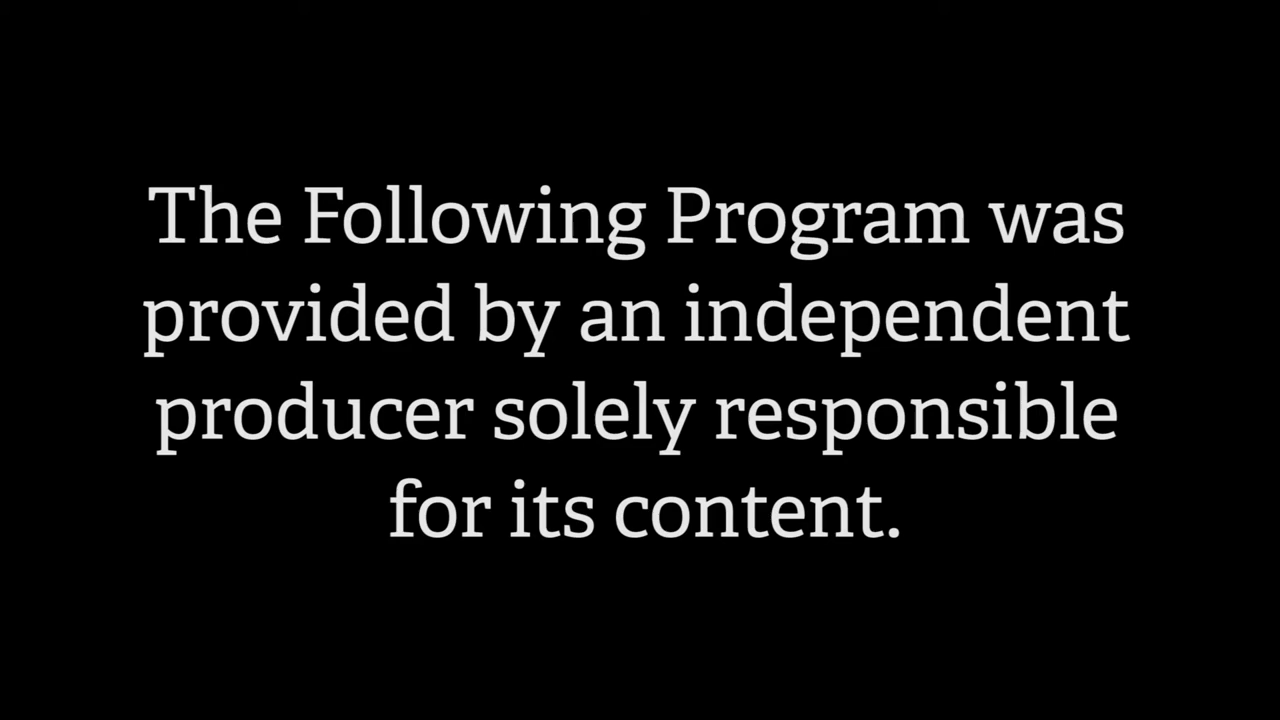 The Following Program was
provided by an independent
producer solely responsible
for its content.